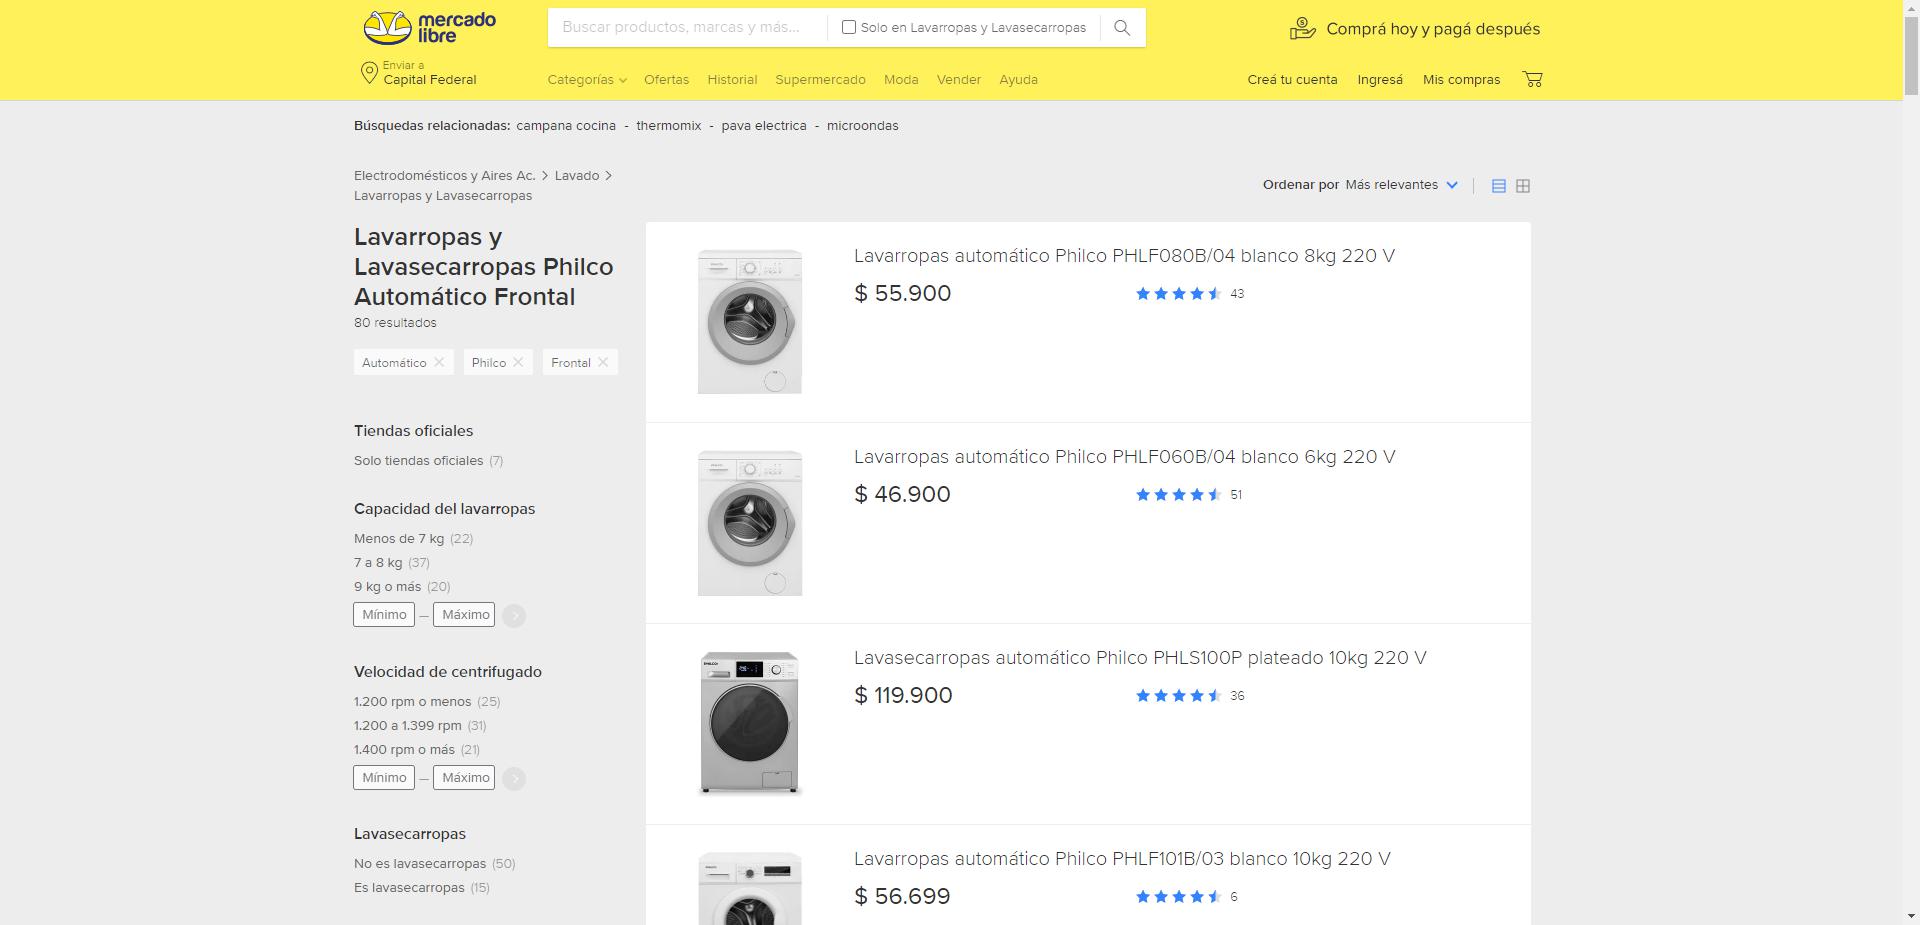 mercado
libre
Buscar productos, marcas y más...
Solo en Lavarropas y Lavasecarropas
Comprá hoy y pagá después
Enviar a
Capital Federal
Categorías
Ofertas
Historial
Supermercado
Moda
Vender
Ayuda
Creá tu cuenta
Ingresá
Mis compras
Búsquedas relacionadas: campana cocina - thermomix - pava electrica - microondas
Electrodomésticos y Aires Ac. > Lavado >
Lavarropas y Lavasecarropas
Ordenar por Más relevantes
Lavarropas y
Lavasecarropas Philco
Automático Frontal
80 resultados
Automático
Philco
Frontal
Tiendas oficiales
Solo tiendas oficiales (7)
Capacidad del lavarropas
Menos de 7 kg (22)
7 a 8 kg (37)
9 kg o más (20)
Mínimo — Máximo
Velocidad de centrifugado
1.200 rpm o menos (25)
1.200 a 1.399 rpm (31)
1.400 rpm o más (21)
Mínimo — Máximo
Lavasecarropas
No es lavasecarropas (50)
Es lavasecarropas (15)
Lavarropas automático Philco PHLF080B/04 blanco 8kg 220 V
$ 55.900
43
Lavarropas automático Philco PHLF060B/04 blanco 6kg 220 V
$ 46.900
51
PHILCO
Lavasecarropas automático Philco PHLS100P plateado 10kg 220 V
$ 119.900
36
Lavarropas automático Philco PHLF101B/03 blanco 10kg 220 V
$ 56.699
6